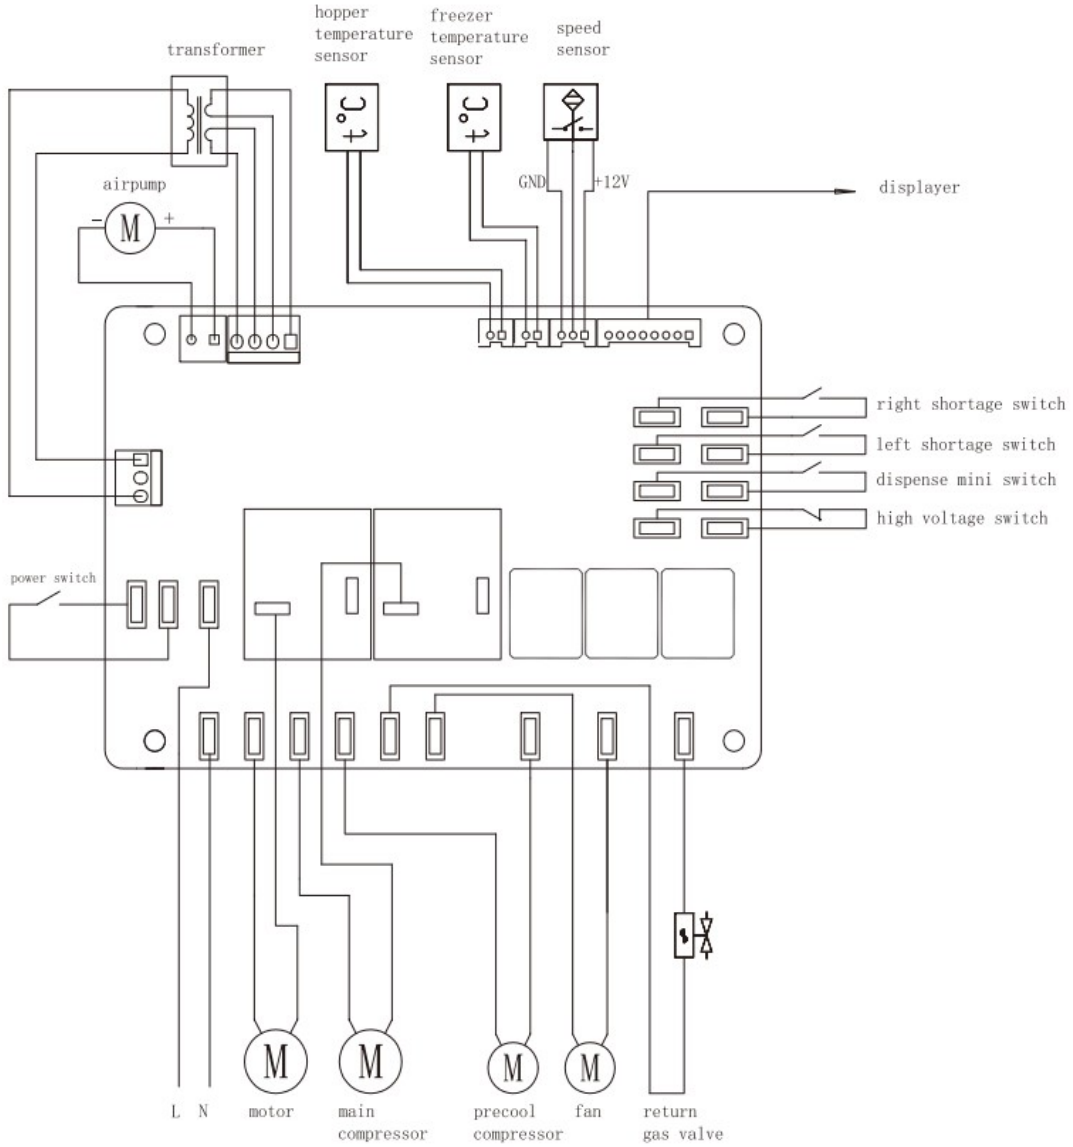 hopper
temperature
sensor
freezer
temperature
sensor
speed
sensor
transformer
t°C
t°C
GND
+12V
displayer
airpump
-
M
+
right shortage switch
left shortage switch
dispense mini switch
high voltage switch
power switch
M
M
M
M
L
N
motor
main
compressor
precool
compressor
fan
return
gas valve